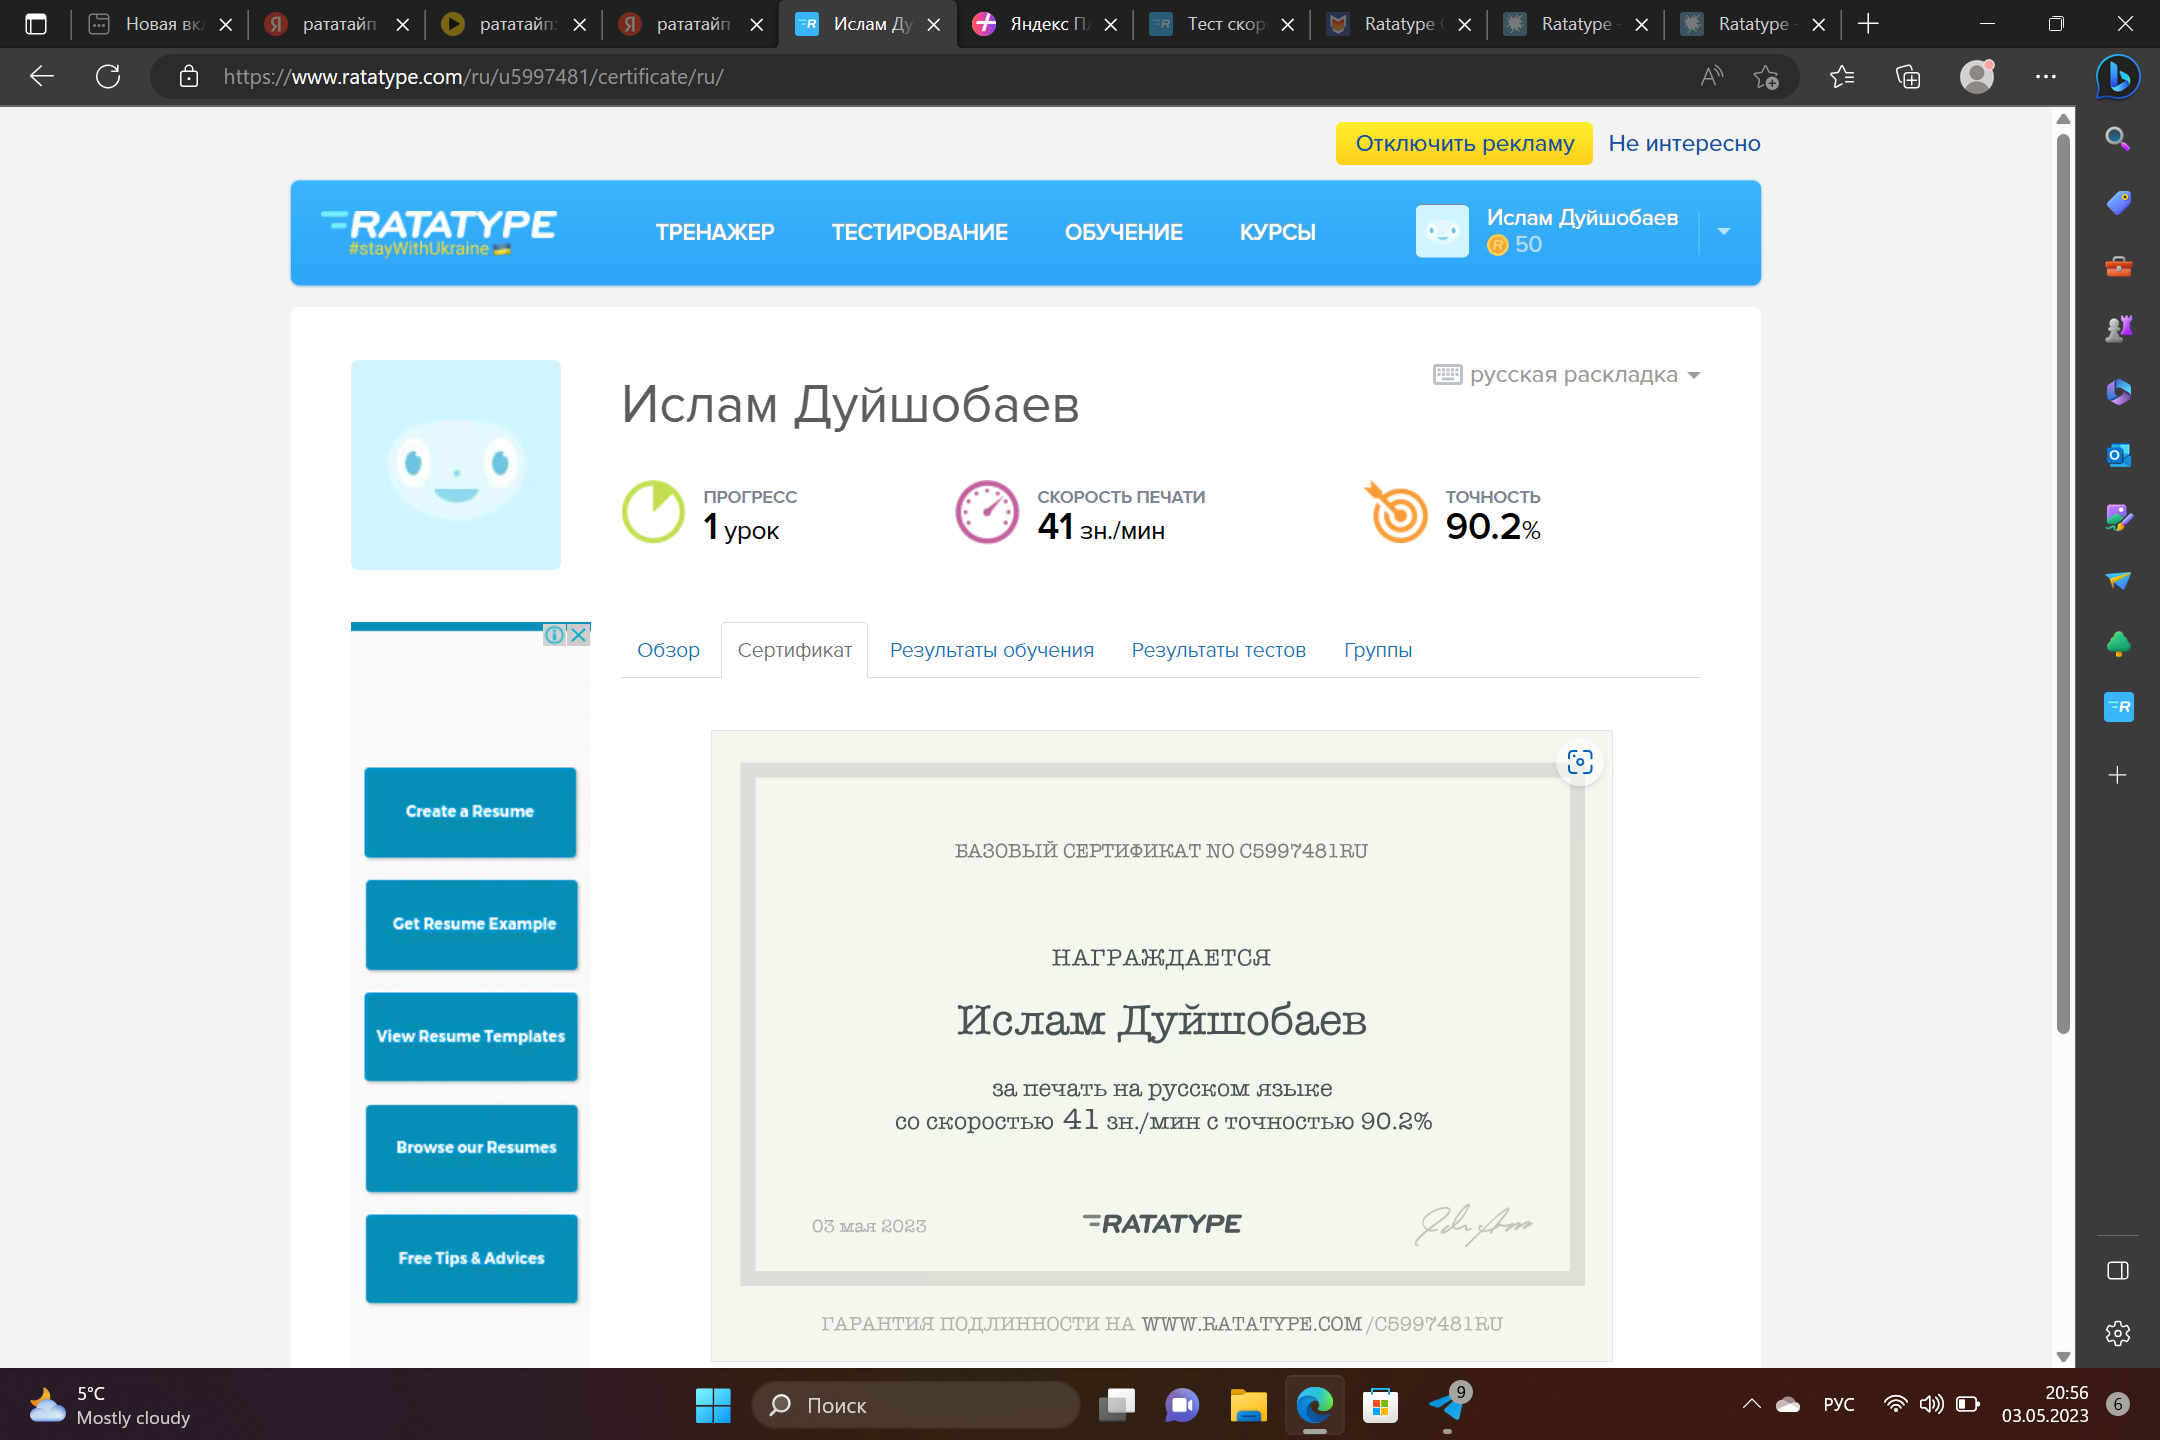 Новая вк
рататайп
рататайп:
рататайп
Ислам Ду
Яндекс П
Тест скор
Ratatype
Ratatype -
Ratatype -
https://www.ratatype.com/ru/u5997481/certificate/ru/
Отключить рекламу
Не интересно
RATATYPE
#stayWithUkraine
ТРЕНАЖЕР
ТЕСТИРОВАНИЕ
ОБУЧЕНИЕ
КУРСЫ
Ислам Дуйшобаев
50
Ислам Дуйшобаев
русская раскладка
ПРОГРЕСС
1 урок
СКОРОСТЬ ПЕЧАТИ
41 зн./мин
ТОЧНОСТЬ
90.2%
Обзор
Сертификат
Результаты обучения
Результаты тестов
Группы
Create a Resume
Get Resume Example
View Resume Templates
Browse our Resumes
Free Tips & Advices
БАЗОВЫЙ СЕРТИФИКАТ NO C5997481RU
НАГРАЖДАЕТСЯ
Ислам Дуйшобаев
за печать на русском языке
со скоростью 41 зн./мин с точностью 90.2%
03 мая 2023
RATATYPE
ГАРАНТИЯ ПОДЛИННОСТИ НА WWW.RATATYPE.COM/C5997481RU
5°C
Mostly cloudy
Поиск
9
РУС
20:56
03.05.2023
6